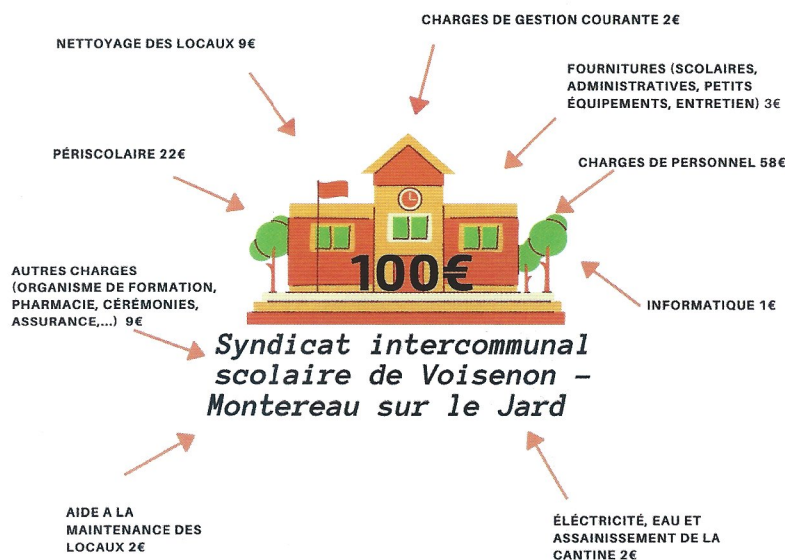 CHARGES DE GESTION COURANTE 2€
NETTOYAGE DES LOCAUX 9€
FOURNITURES (SCOLAIRES,
ADMINISTRATIVES, PETITS
ÉQUIPEMENTS, ENTRETIEN) 3€
PÉRISCOLAIRE 22€
CHARGES DE PERSONNEL 58€
100€
AUTRES CHARGES
(ORGANISME DE FORMATION,
PHARMACIE, CÉRÉMONIES,
ASSURANCE,...) 9€
INFORMATIQUE 1€
Syndicat intercommunal
scolaire de Voisenon –
Montereau sur le Jard
AIDE A LA
MAINTENANCE DES
LOCAUX 2€
ÉLÉCTRICITÉ, EAU ET
ASSAINISSEMENT DE LA
CANTINE 2€